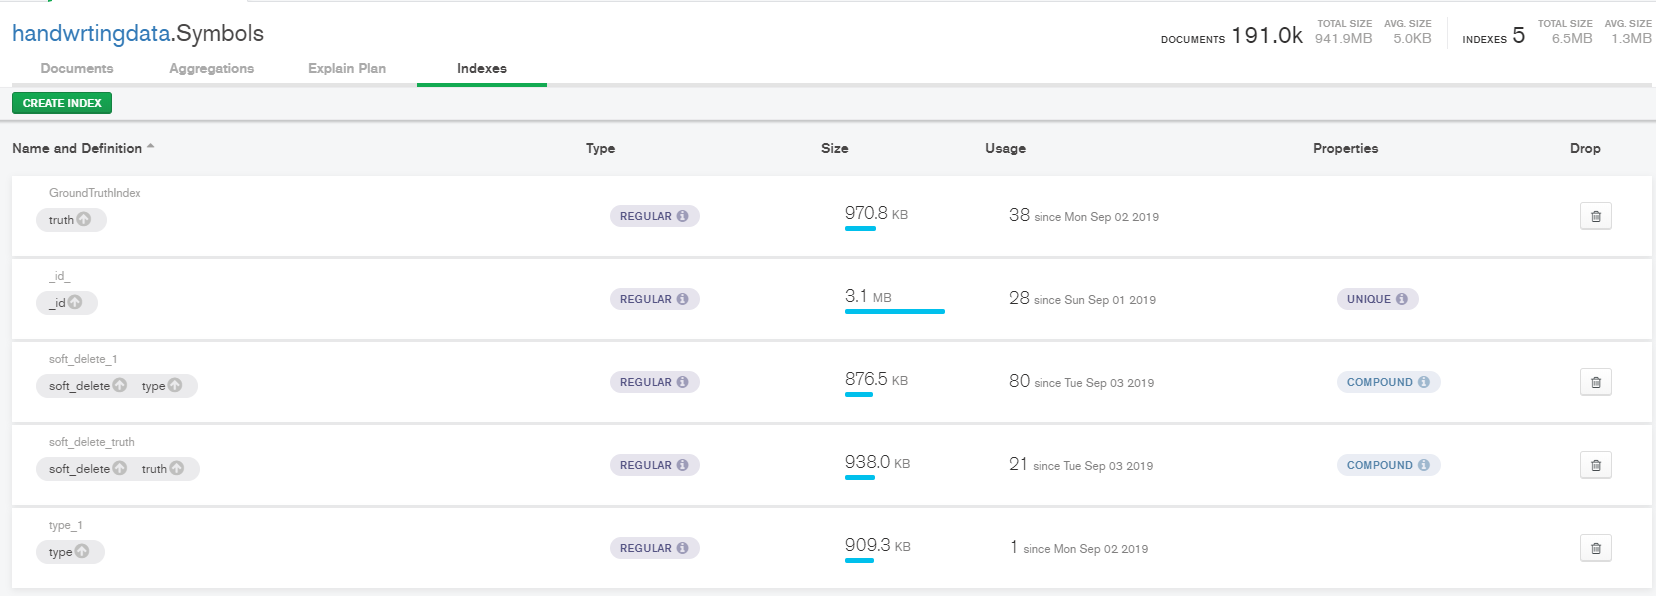 handwrtingdata.Symbols
DOCUMENTS 191.0k TOTAL SIZE 941.9MB AVG. SIZE 5.0KB INDEXES 5 TOTAL SIZE 6.5MB AVG. SIZE 1.3MB
Documents Aggregations Explain Plan Indexes
CREATE INDEX
Name and Definition Type Size Usage Properties Drop
GroundTruthIndex
truth REGULAR 970.8 KB 38 since Mon Sep 02 2019
_id_
_id REGULAR 3.1 MB 28 since Sun Sep 01 2019 UNIQUE
soft_delete_1
soft_delete type REGULAR 876.5 KB 80 since Tue Sep 03 2019 COMPOUND
soft_delete_truth
soft_delete truth REGULAR 938.0 KB 21 since Tue Sep 03 2019 COMPOUND
type_1
type REGULAR 909.3 KB 1 since Mon Sep 02 2019